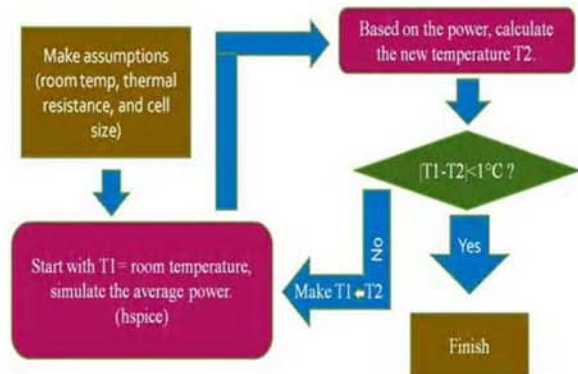 Make assumptions
(room temp, thermal
resistance, and cell
size)
Start with T1= room temperature,
simulate the average power.
(hspice)
Based on the power, calculate
the new temperature T2.
|T1-T2|<1°C ?
No
Make T1⬅T2
Yes
Finish